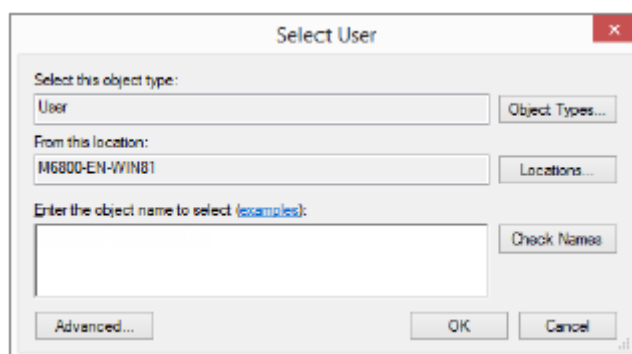 Select User
Select this object type:
User
Object Types...
From this location:
M6800-EN-WIN81
Locations...
Enter the object name to select (examples):
Check Names
Advanced...
OK
Cancel